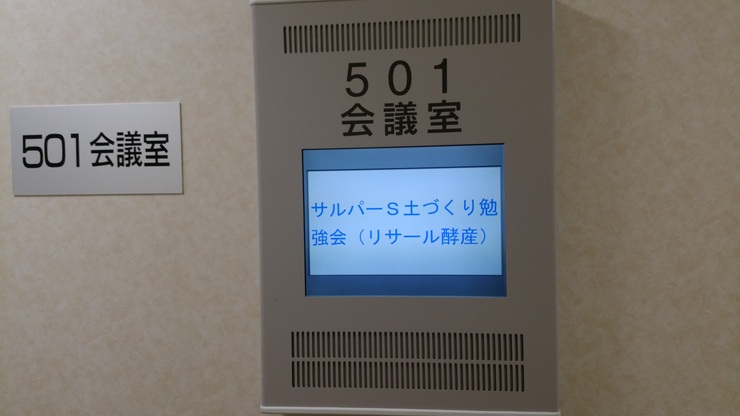 501会議室
５０１
会議室
サルパーＳ土づくり勉
強会（リサール酵産）